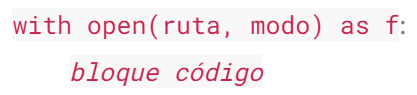 with open(ruta, modo) as f:
bloque código